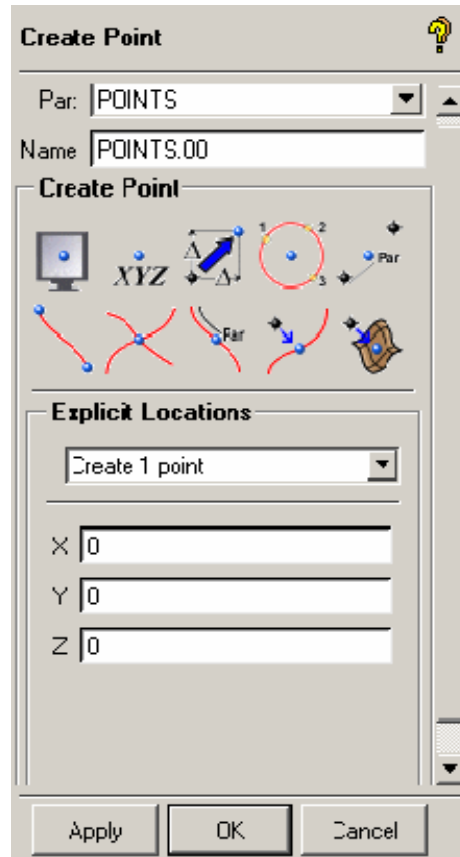 Create Point
Par: POINTS
Name POINTS.00
Create Point
1 2 3
XYZ Δ Δ Par
Par
Explicit Locations
Create 1 point
X 0
Y 0
Z 0
Apply OK Cancel